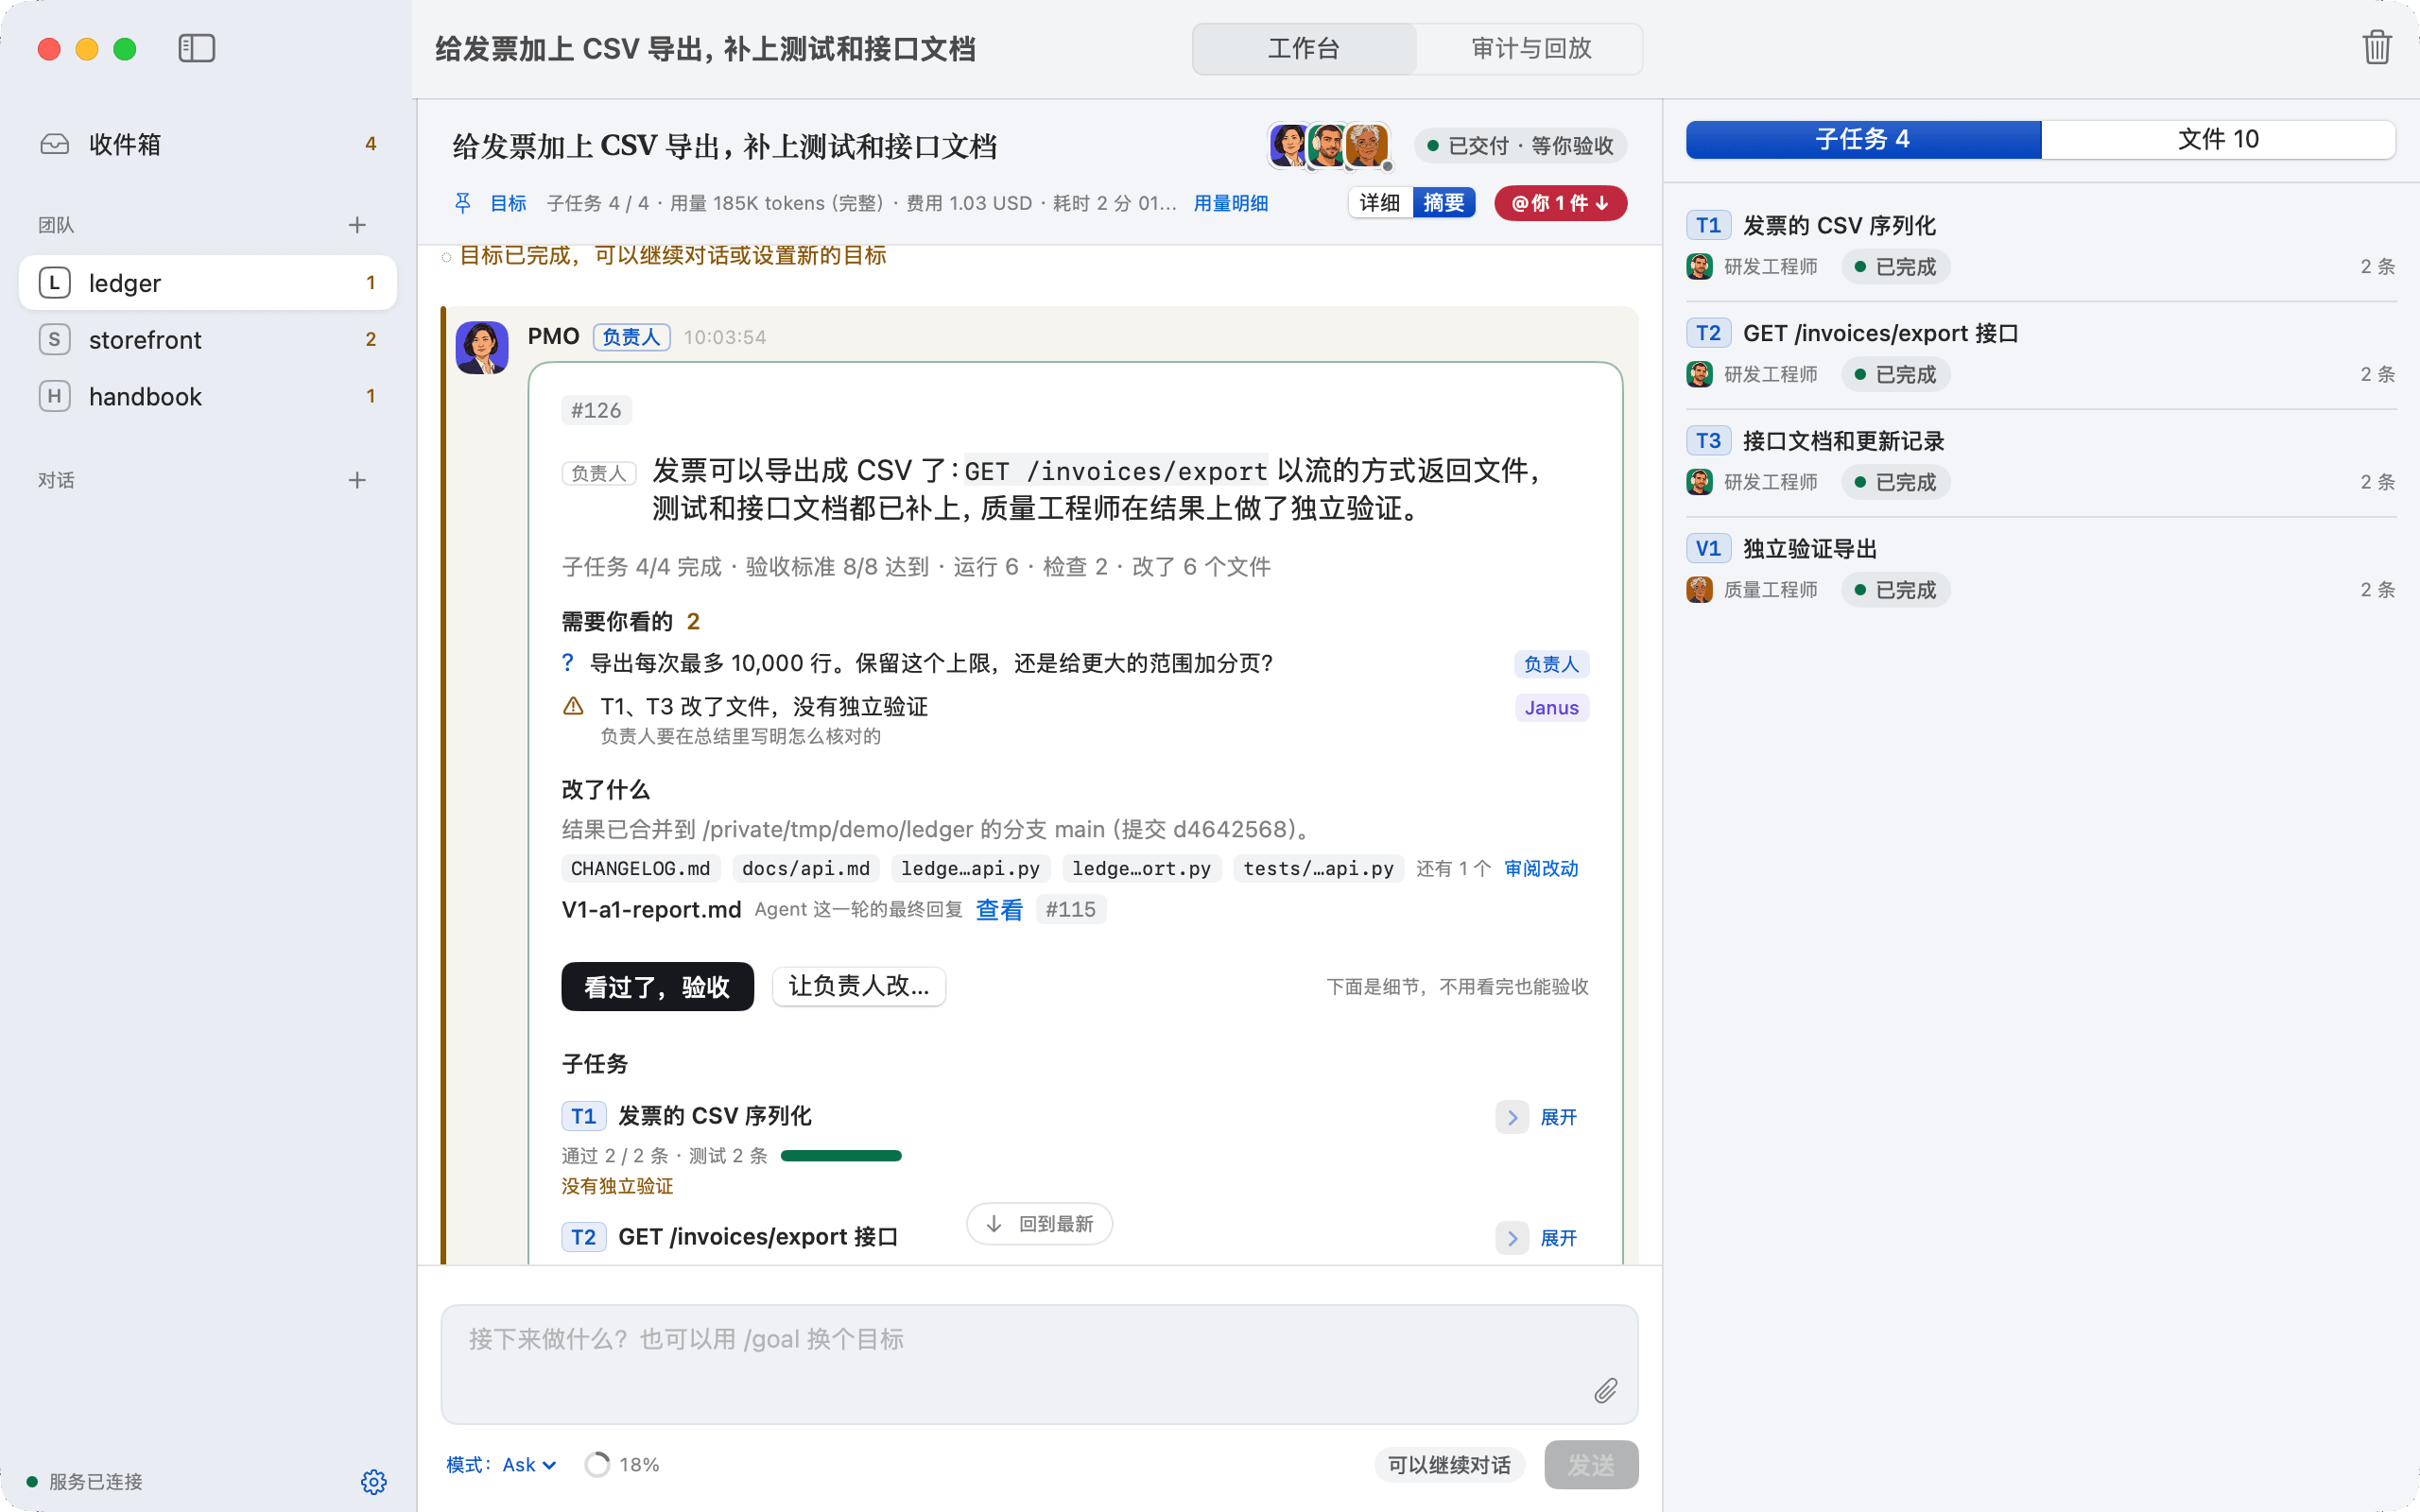 给发票加上 CSV 导出，补上测试和接口文档
工作台
审计与回放
收件箱 4
团队
L ledger 1
S storefront 2
H handbook 1
对话
服务已连接
给发票加上 CSV 导出，补上测试和接口文档
已交付 · 等你验收
目标 子任务 4 / 4 · 用量 185K tokens (完整) · 费用 1.03 USD · 耗时 2 分 01… 用量明细
详细 摘要
@你 1 件 ↓
目标已完成，可以继续对话或设置新的目标
PMO 负责人 10:03:54
#126
负责人 发票可以导出成 CSV 了：GET /invoices/export 以流的方式返回文件，
测试和接口文档都已补上，质量工程师在结果上做了独立验证。
子任务 4/4 完成 · 验收标准 8/8 达到 · 运行 6 · 检查 2 · 改了 6 个文件
需要你看的 2
? 导出每次最多 10,000 行。保留这个上限，还是给更大的范围加分页？ 负责人
T1、T3 改了文件，没有独立验证 Janus
负责人要在总结里写明怎么核对的
改了什么
结果已合并到 /private/tmp/demo/ledger 的分支 main (提交 d4642568)。
CHANGELOG.md docs/api.md ledge…api.py ledge…ort.py tests/…api.py 还有 1 个 审阅改动
V1-a1-report.md Agent 这一轮的最终回复 查看 #115
看过了，验收
让负责人改…
下面是细节，不用看完也能验收
子任务
T1 发票的 CSV 序列化 展开
通过 2 / 2 条 · 测试 2 条
没有独立验证
↓ 回到最新
T2 GET /invoices/export 接口 展开
接下来做什么？也可以用 /goal 换个目标
模式：Ask 18%
可以继续对话
发送
子任务 4
文件 10
T1 发票的 CSV 序列化
研发工程师 已完成 2 条
T2 GET /invoices/export 接口
研发工程师 已完成 2 条
T3 接口文档和更新记录
研发工程师 已完成 2 条
V1 独立验证导出
质量工程师 已完成 2 条